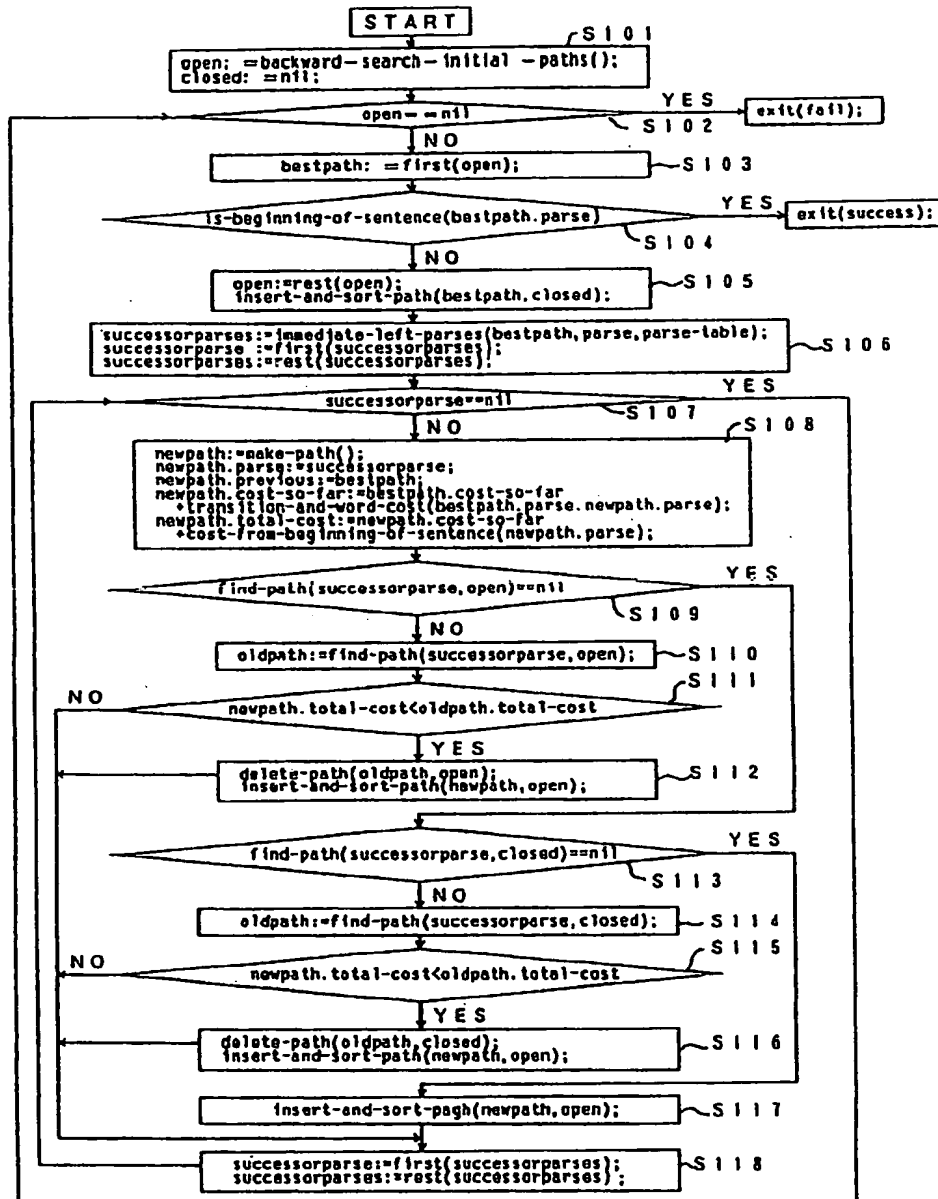 START
S101
open: =backward-search-initial -paths();
closed: =nil;
YES
open- =nil
exit(fail);
S102
NO
bestpath: =first(open);
S103
YES
is-beginning-of-sentence(bestpath.parse)
exit(success);
S104
NO
open:=rest(open);
insert-and-sort-path(bestpath,closed);
S105
successorparses:=immediate-left-parses(bestpath,parse,parse-table);
successorparse :=first(successorparses);
successorparses:=rest(successorparses);
S106
YES
successorparse==nil
S107
NO
S108
newpath:=make-path();
newpath.parse:=successorparse;
newpath.previous:=bestpath;
newpath.cost-so-far:=bestpath.cost-so-far
+transition-and-word-cost(bestpath.parse.newpath.parse);
newpath.total-cost:=newpath.cost-so-far
+cost-from-beginning-of-sentence(newpath.parse);
YES
find-path(successorparse,open)==nil
S109
NO
oldpath:=find-path(successorparse,open);
S110
S111
NO
newpath.total-cost<oldpath.total-cost
YES
delete-path(oldpath,open);
insert-and-sort-path(newpath,open);
S112
YES
find-path(successorparse,closed)==nil
S113
NO
oldpath:=find-path(successorparse,closed);
S114
S115
NO
newpath.total-cost<oldpath.total-cost
YES
delete-path(oldpath,closed);
insert-and-sort-path(newpath,open);
S116
insert-and-sort-pagh(newpath,open);
S117
successorparse:=first(successorparses);
successorparses:=rest(successorparses);
S118